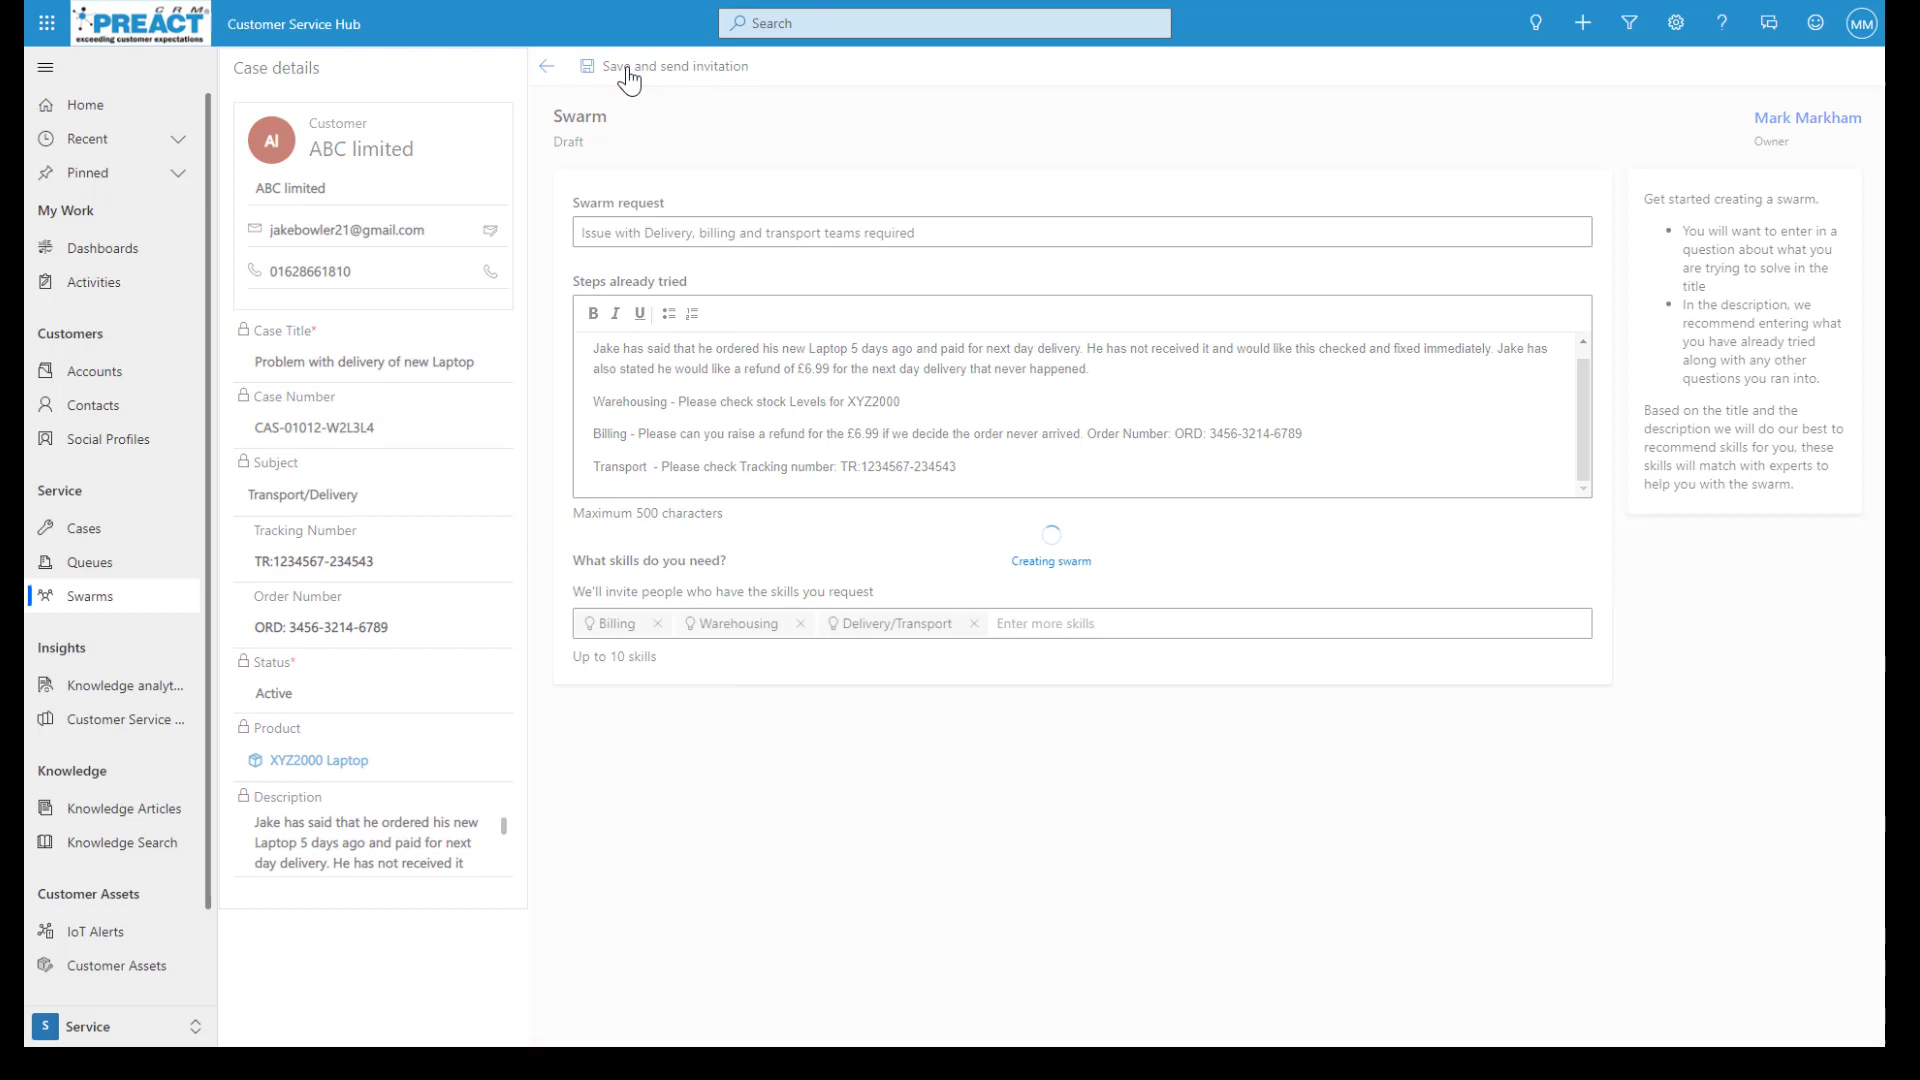 CRM
PREACT
exceeding customer expectations
Customer Service Hub
Search
MM
Home
Recent
Pinned
My Work
Dashboards
Activities
Customers
Accounts
Contacts
Social Profiles
Service
Cases
Queues
Swarms
Insights
Knowledge analyt...
Customer Service ...
Knowledge
Knowledge Articles
Knowledge Search
Customer Assets
IoT Alerts
Customer Assets
S Service
Case details
AI
Customer
ABC limited
ABC limited
jakebowler21@gmail.com
01628661810
Case Title*
Problem with delivery of new Laptop
Case Number
CAS-01012-W2L3L4
Subject
Transport/Delivery
Tracking Number
TR:1234567-234543
Order Number
ORD: 3456-3214-6789
Status*
Active
Product
XYZ2000 Laptop
Description
Jake has said that he ordered his new
Laptop 5 days ago and paid for next
day delivery. He has not received it
Save and send invitation
Swarm
Draft
Mark Markham
Owner
Swarm request
Issue with Delivery, billing and transport teams required
Steps already tried
B I U
Jake has said that he ordered his new Laptop 5 days ago and paid for next day delivery. He has not received it and would like this checked and fixed immediately. Jake has
also stated he would like a refund of £6.99 for the next day delivery that never happened.
Warehousing - Please check stock Levels for XYZ2000
Billing - Please can you raise a refund for the £6.99 if we decide the order never arrived. Order Number: ORD: 3456-3214-6789
Transport - Please check Tracking number: TR:1234567-234543
Maximum 500 characters
Creating swarm
What skills do you need?
We'll invite people who have the skills you request
Billing Warehousing Delivery/Transport Enter more skills
Up to 10 skills
Get started creating a swarm.
• You will want to enter in a
question about what you
are trying to solve in the
title
• In the description, we
recommend entering what
you have already tried
along with any other
questions you ran into.
Based on the title and the
description we will do our best to
recommend skills for you, these
skills will match with experts to
help you with the swarm.